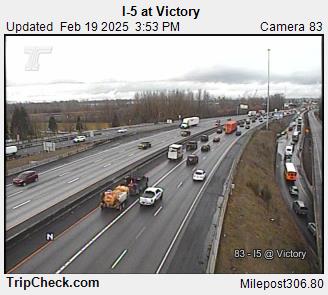 I-5 at Victory
Updated Feb 19 2025 3:53 PM Camera 83
N
83 - I5 @ Victory
TripCheck.com Milepost306.80